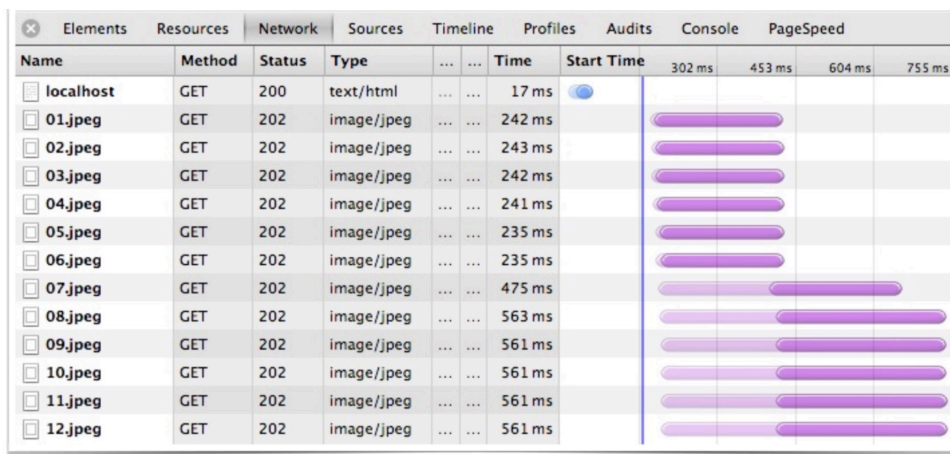 Elements Resources Network Sources Timeline Profiles Audits Console PageSpeed
Name Method Status Type ... ... Time Start Time 302 ms 453 ms 604 ms 755 ms
localhost GET 200 text/html ... ... 17 ms
01.jpeg GET 202 image/jpeg ... ... 242 ms
02.jpeg GET 202 image/jpeg ... ... 243 ms
03.jpeg GET 202 image/jpeg ... ... 242 ms
04.jpeg GET 202 image/jpeg ... ... 241 ms
05.jpeg GET 202 image/jpeg ... ... 235 ms
06.jpeg GET 202 image/jpeg ... ... 235 ms
07.jpeg GET 202 image/jpeg ... ... 475 ms
08.jpeg GET 202 image/jpeg ... ... 563 ms
09.jpeg GET 202 image/jpeg ... ... 561 ms
10.jpeg GET 202 image/jpeg ... ... 561 ms
11.jpeg GET 202 image/jpeg ... ... 561 ms
12.jpeg GET 202 image/jpeg ... ... 561 ms